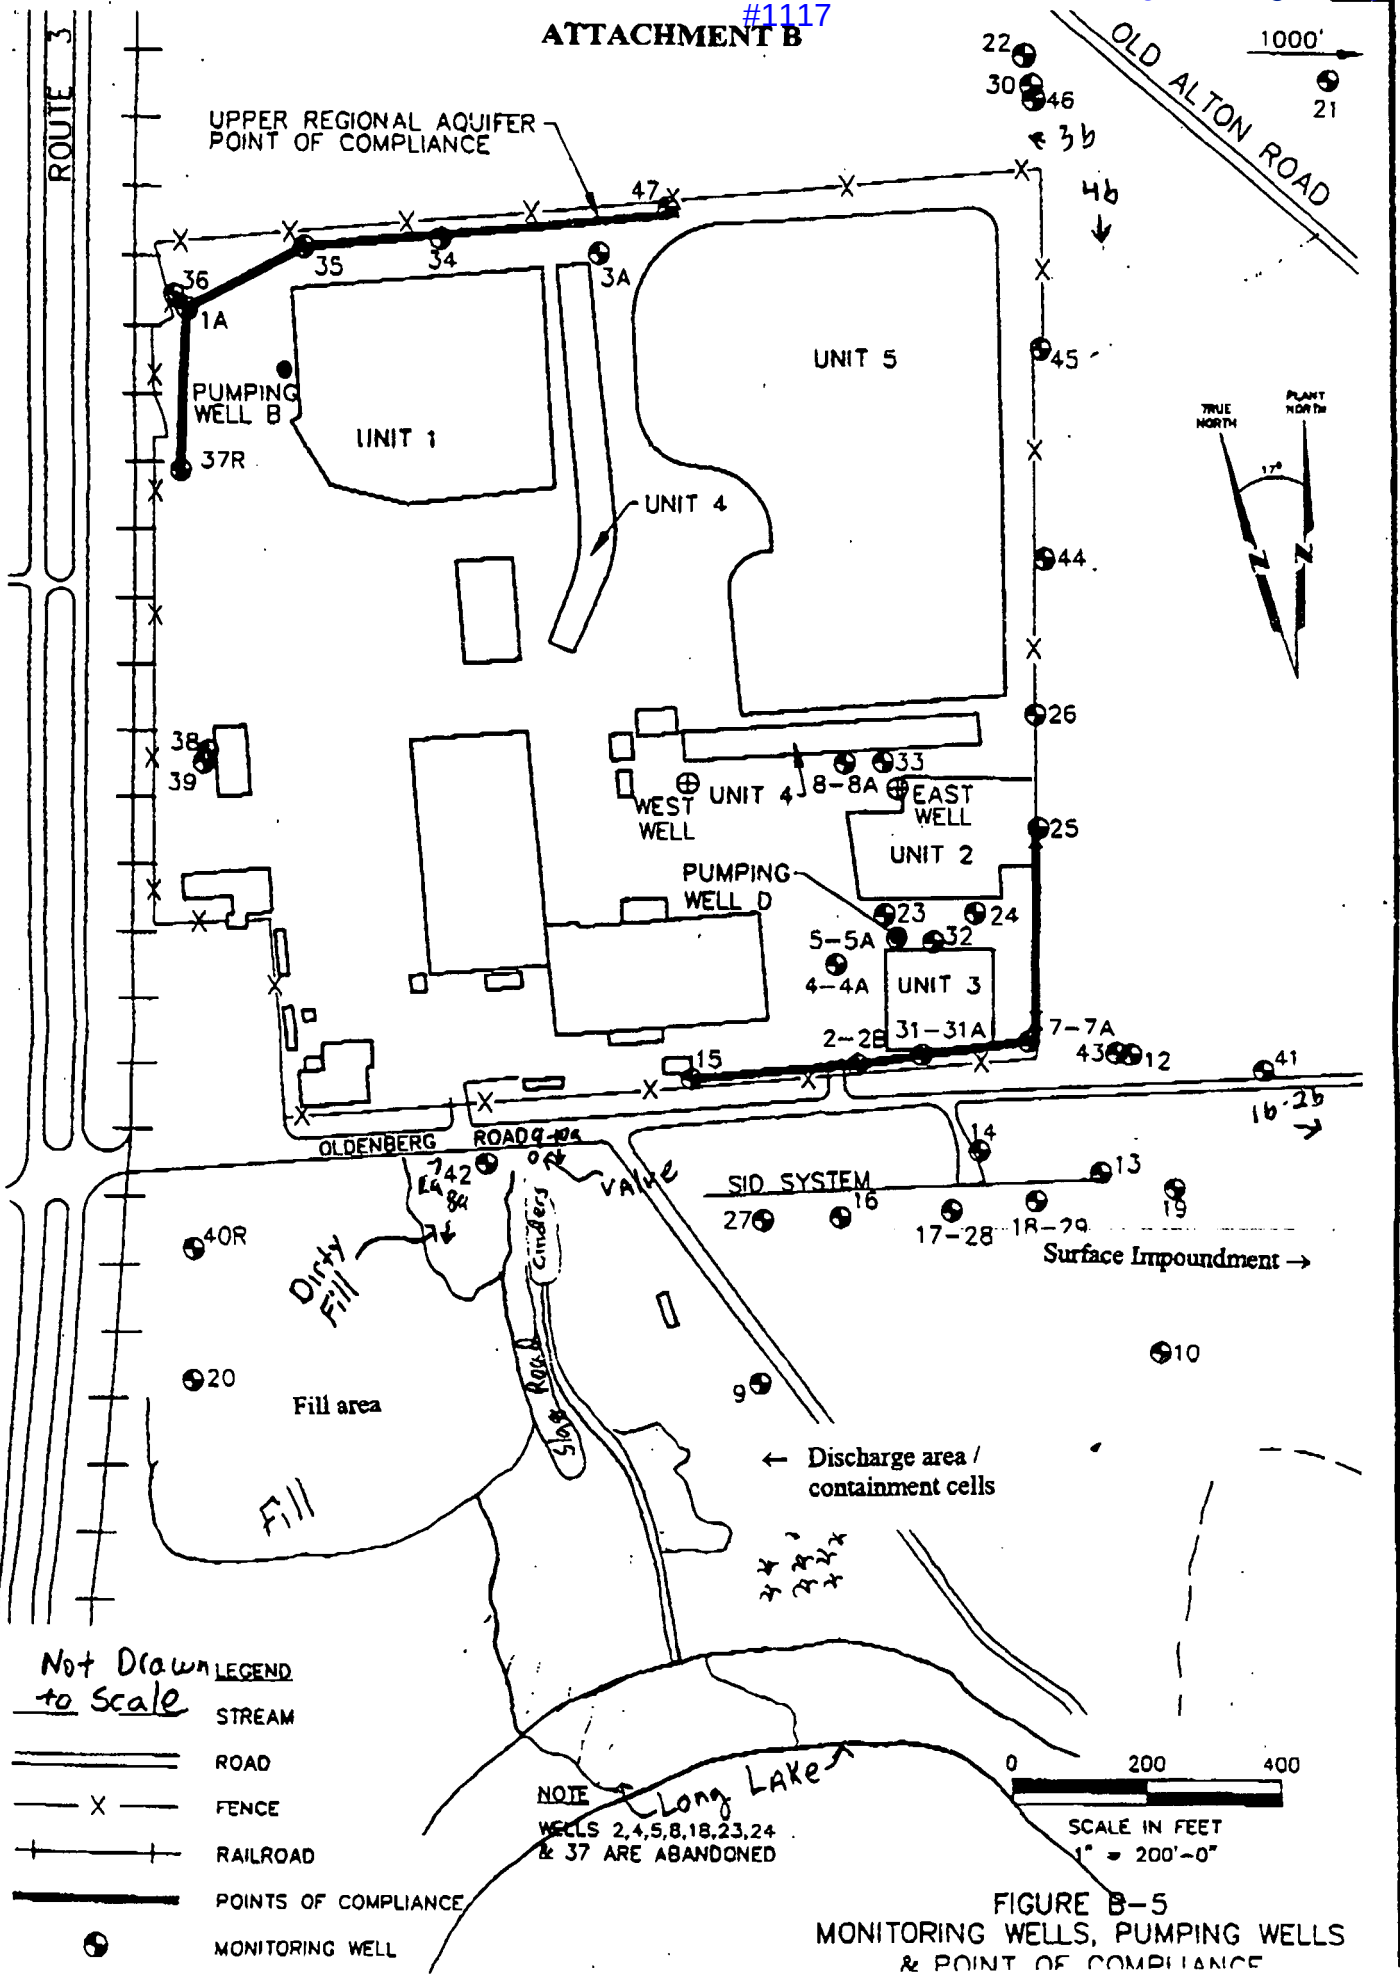 #1117
ATTACHMENT B
ROUTE 3
OLD ALTON ROAD
1000'
21
22
30
46
3b
4b
UPPER REGIONAL AQUIFER
POINT OF COMPLIANCE
47
35
34
3A
36
1A
PUMPING
WELL B
37R
UNIT 1
UNIT 5
UNIT 4
45
44
TRUE
NORTH
PLANT
NORTH
17°
N
N
26
38
39
WEST
WELL
UNIT 4
8-8A
33
EAST
WELL
25
UNIT 2
PUMPING
WELL D
23
24
5-5A
32
4-4A
UNIT 3
2-2B
31-31A
7-7A
15
43
12
41
1b-2b
OLDENBERG ROAD
9-10a
VALVE
42
8a
14
SID SYSTEM
13
19
27
16
17-28
18-29
Surface Impoundment →
40R
Dirty
Fill
Cinders
Slag Road
20
Fill area
9
10
Fill
← Discharge area /
containment cells
Not Drawn
to Scale
LEGEND
STREAM
ROAD
X FENCE
RAILROAD
POINTS OF COMPLIANCE
MONITORING WELL
Long LAKe
NOTE
WELLS 2,4,5,8,18,23,24
& 37 ARE ABANDONED
0 200 400
SCALE IN FEET
1" = 200'-0"
FIGURE B-5
MONITORING WELLS, PUMPING WELLS
& POINT OF COMPLIANCE